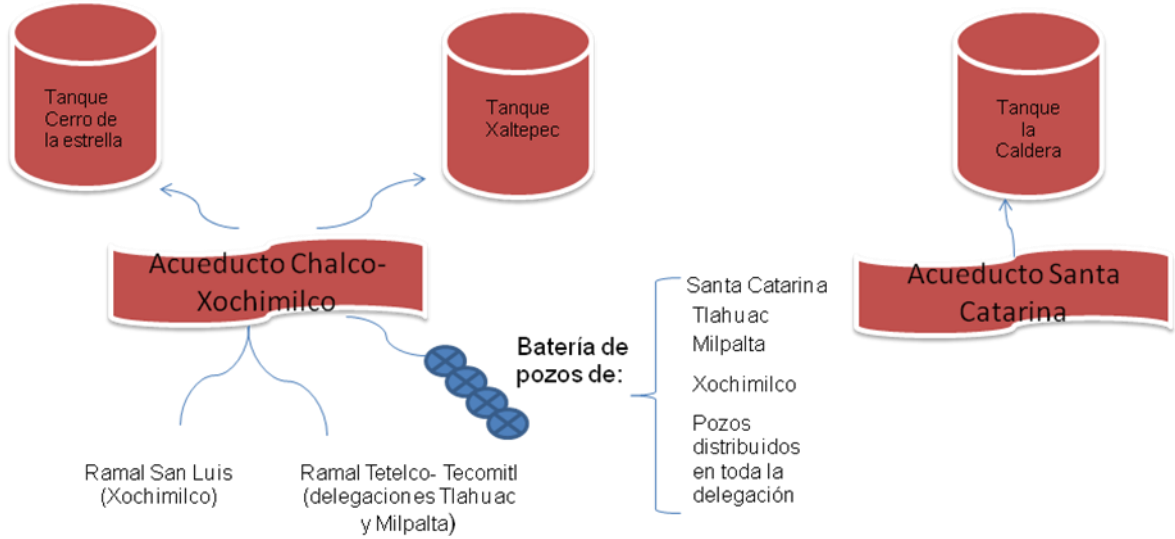 Tanque
Cerro de
la estrella
Tanque
Xaltepec
Tanque
la
Caldera
Acueducto Chalco-
Xochimilco
Acueducto Santa
Catarina
Batería de
pozos de:
Santa Catarina
Tlahuac
Milpalta
Xochimilco
Pozos
distribuidos
en toda la
delegación
Ramal San Luis
(Xochimilco)
Ramal Tetelco- Tecomitl
(delegaciones Tlahuac
y Milpalta)